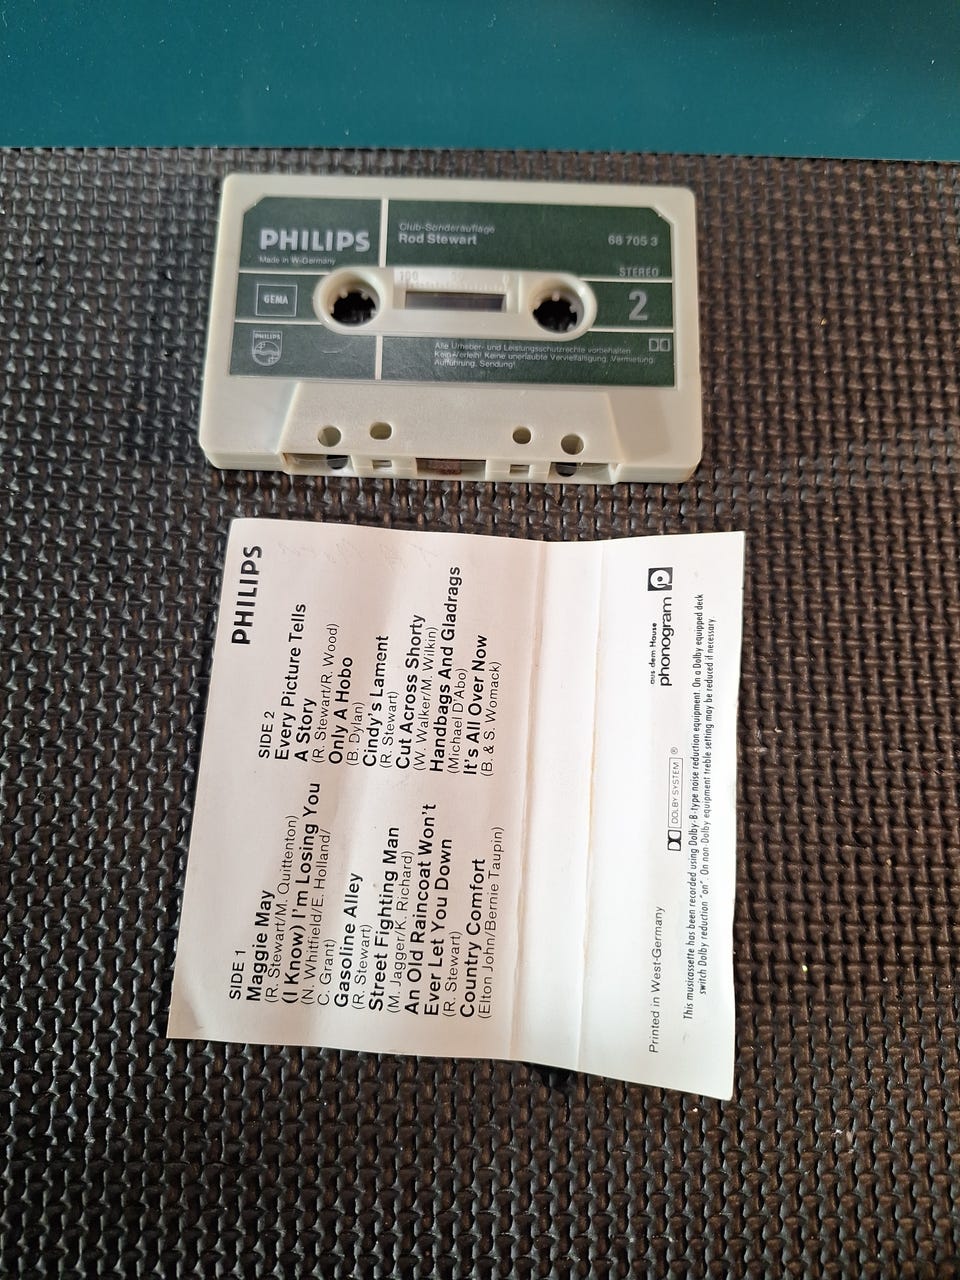 PHILIPS
Made in W-Germany
Club-Sonderauflage
Rod Stewart
68 705 3
STEREO
GEMA
100
2
PHILIPS
Alle Urheber- und Leistungsschutzrechte vorbehalten
Kein Verleih! Keine unerlaubte Vervielfältigung, Vermietung,
Aufführung, Sendung!
PHILIPS
SIDE 1
Maggie May
(R. Stewart/M. Quittenton)
(I Know) I'm Losing You
(N. Whitfield/E. Holland/
C. Grant)
Gasoline Alley
(R. Stewart)
Street Fighting Man
(M. Jagger/K. Richard)
An Old Raincoat Won't
Ever Let You Down
(R. Stewart)
Country Comfort
(Elton John/Bernie Taupin)
SIDE 2
Every Picture Tells
A Story
(R. Stewart/R. Wood)
Only A Hobo
(B. Dylan)
Cindy's Lament
(R. Stewart)
Cut Across Shorty
(W. Walker/M. Wilkin)
Handbags And Gladrags
(Michael D'Abo)
It's All Over Now
(B. & S. Womack)
Printed in West-Germany
DOLBY SYSTEM ®
aus dem Hause
phonogram
This musicassette has been recorded using Dolby-B-type noise reduction equipment. On a Dolby equipped deck
switch Dolby reduction "on". On non-Dolby equipment treble setting may be reduced if necessary.